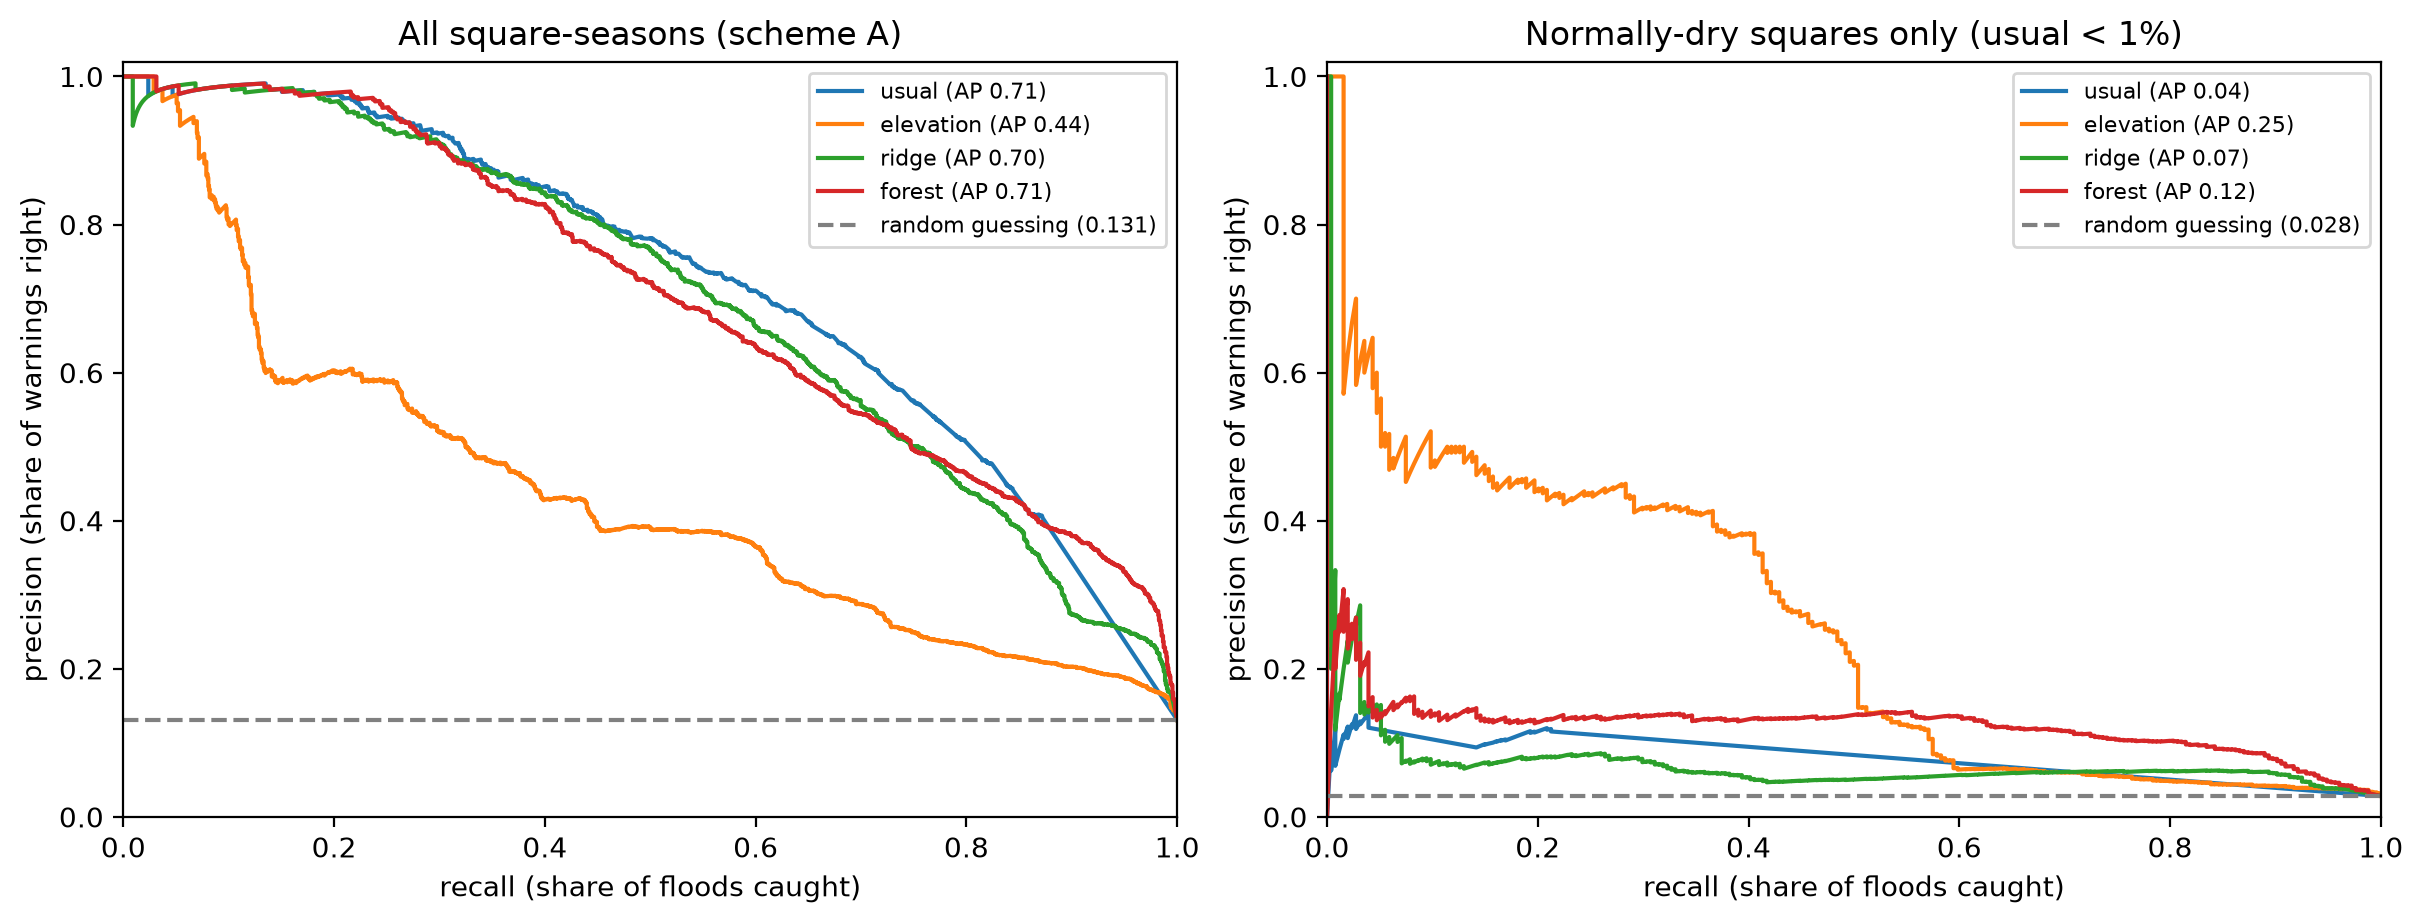 All square-seasons (scheme A)
precision (share of warnings right)
1.0
0.8
0.6
0.4
0.2
0.0
usual (AP 0.71)
elevation (AP 0.44)
ridge (AP 0.70)
forest (AP 0.71)
random guessing (0.131)
0.0 0.2 0.4 0.6 0.8 1.0
recall (share of floods caught)
Normally-dry squares only (usual < 1%)
precision (share of warnings right)
1.0
0.8
0.6
0.4
0.2
0.0
usual (AP 0.04)
elevation (AP 0.25)
ridge (AP 0.07)
forest (AP 0.12)
random guessing (0.028)
0.0 0.2 0.4 0.6 0.8 1.0
recall (share of floods caught)